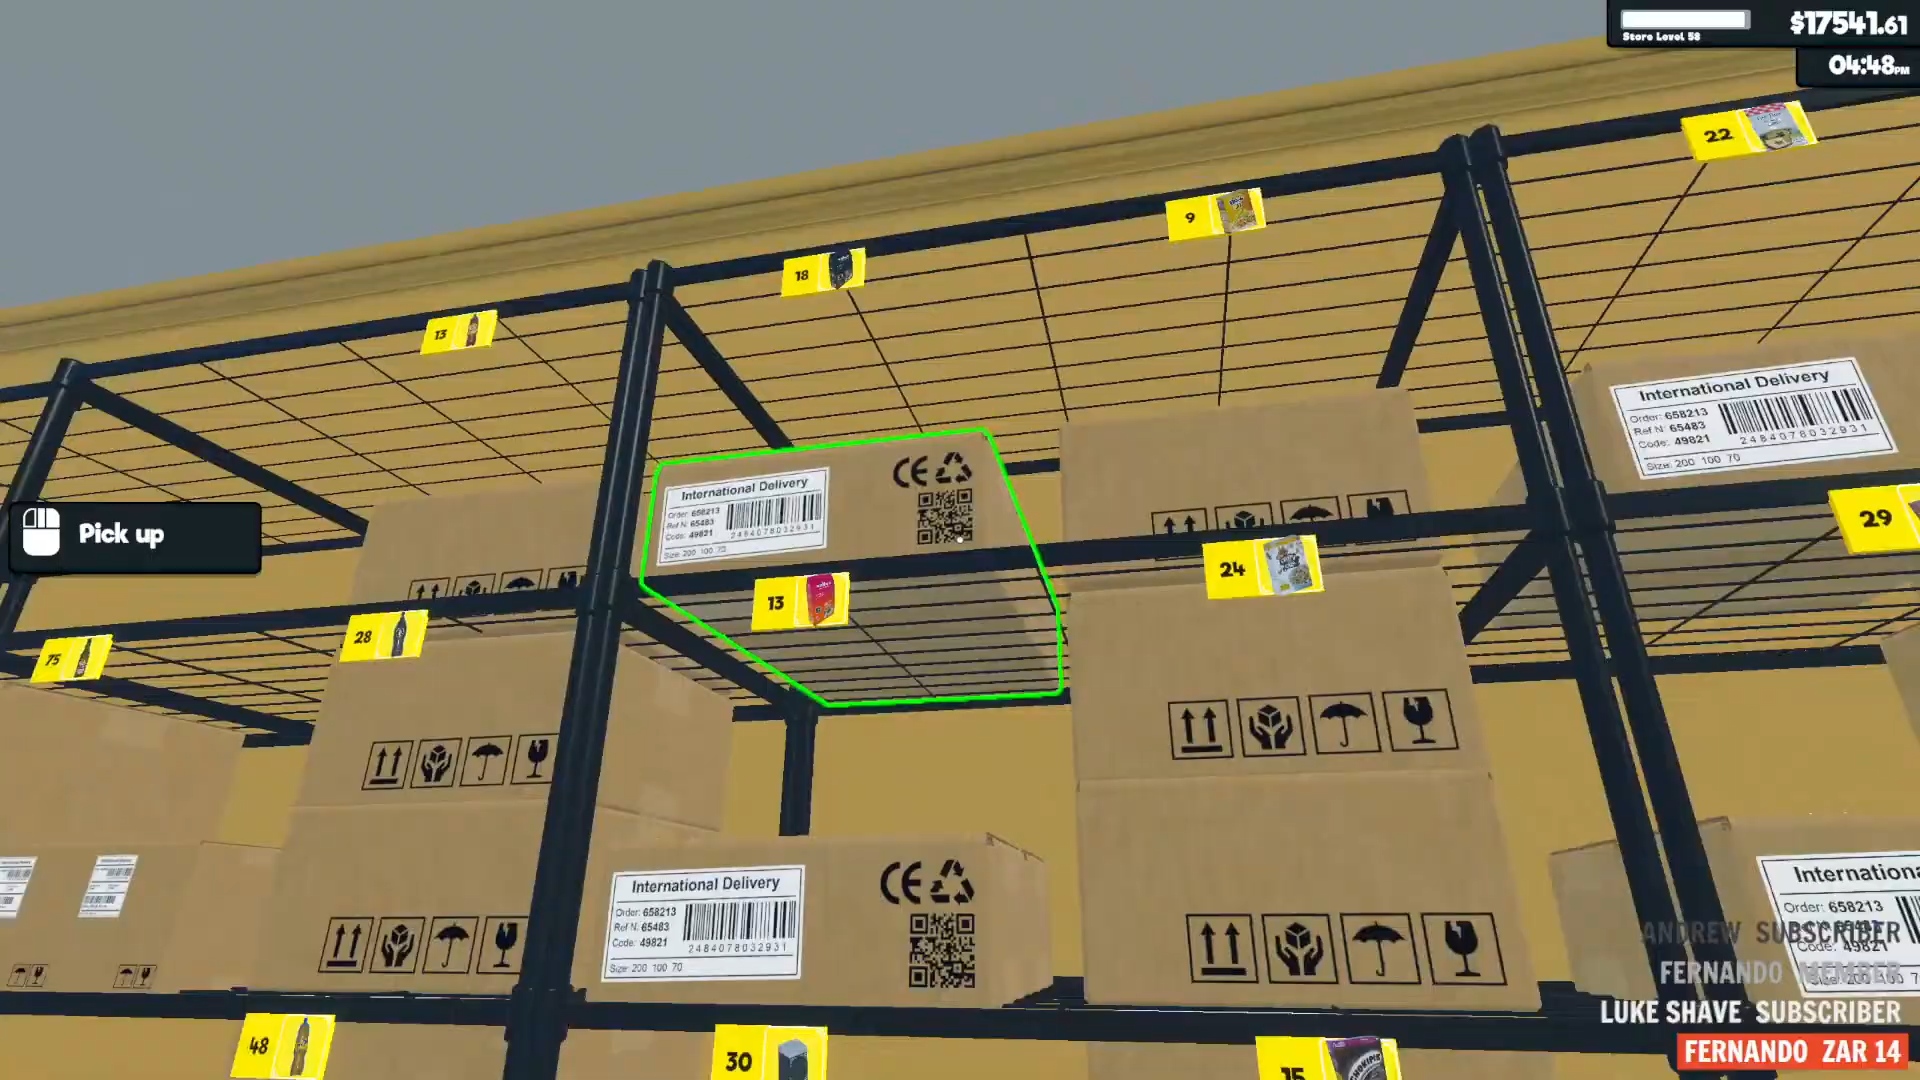 $17541.61
Store Level 58
04:48PM
22
9
18
13
International Delivery
Order: 658213
Ref N: 65483
Code: 49821
2484078032931
Size: 200 100 70
International Delivery
Order: 658213
Ref N: 65483
Code: 49821
2484078032931
Size: 200 100 70
CE
Pick up
29
24
13
28
75
International Delivery
Order: 658213
Ref N: 65483
Code: 49821
2484078032931
Size: 200 100 70
CE
Internationa
Order: 658213
Code: 49821
ANDREW SUBSCRIBER
FERNANDO MEMBER
LUKE SHAVE SUBSCRIBER
FERNANDO ZAR 14
48
30
15